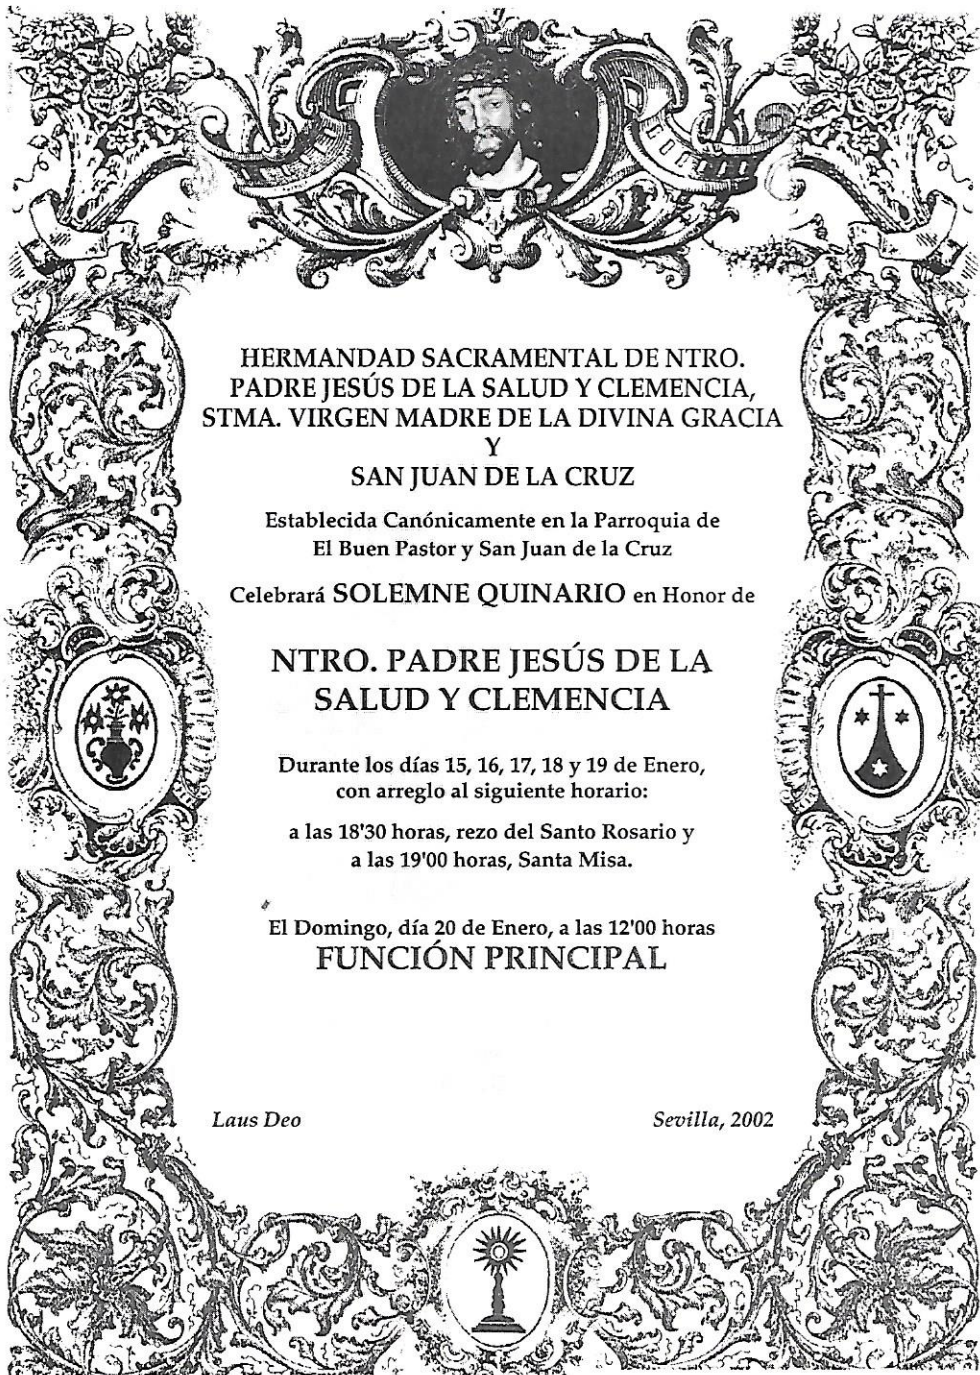 HERMANDAD SACRAMENTAL DE NTRO.
PADRE JESÚS DE LA SALUD Y CLEMENCIA,
STMA. VIRGEN MADRE DE LA DIVINA GRACIA
Y
SAN JUAN DE LA CRUZ
Establecida Canónicamente en la Parroquia de
El Buen Pastor y San Juan de la Cruz
Celebrará SOLEMNE QUINARIO en Honor de
NTRO. PADRE JESÚS DE LA
SALUD Y CLEMENCIA
Durante los días 15, 16, 17, 18 y 19 de Enero,
con arreglo al siguiente horario:
a las 18'30 horas, rezo del Santo Rosario y
a las 19'00 horas, Santa Misa.
El Domingo, día 20 de Enero, a las 12'00 horas
FUNCIÓN PRINCIPAL
Laus Deo
Sevilla, 2002